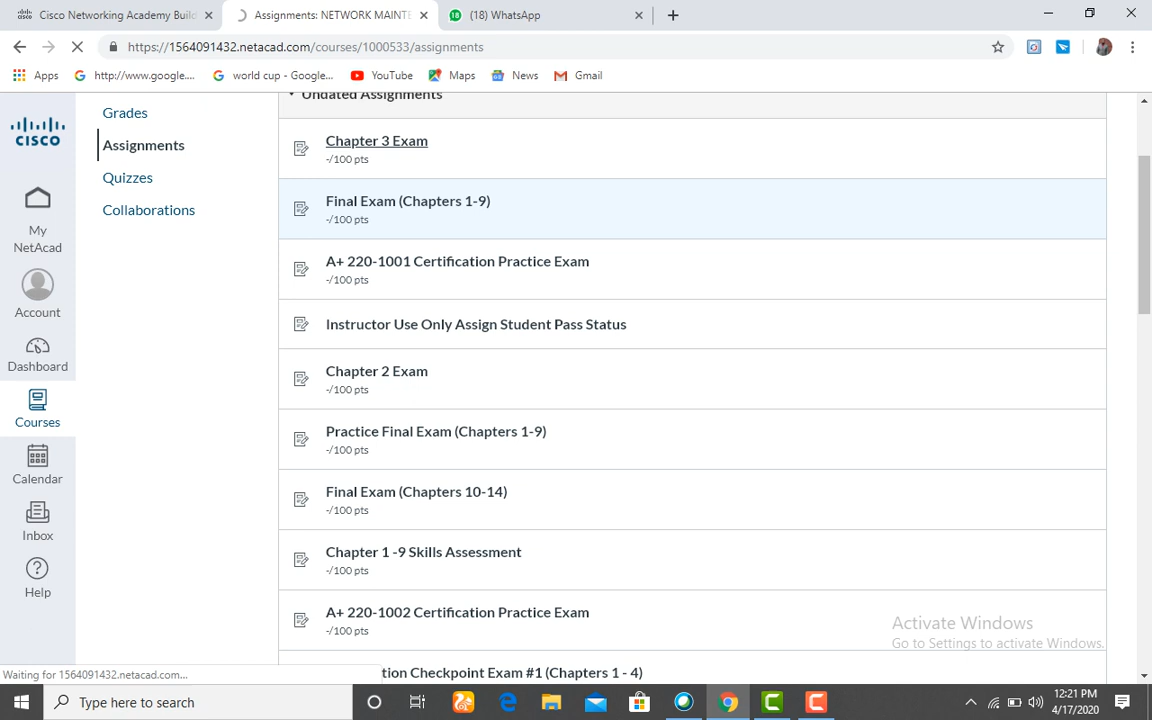 Cisco Networking Academy Build
Assignments: NETWORK MAINTE
(18) WhatsApp
https://1564091432.netacad.com/courses/1000533/assignments
Apps
http://www.google....
world cup - Google...
YouTube
Maps
News
Gmail
CISCO
My
NetAcad
Account
Dashboard
Courses
Calendar
Inbox
Help
Grades
Assignments
Quizzes
Collaborations
Undated Assignments
Chapter 3 Exam
-/100 pts
Final Exam (Chapters 1-9)
-/100 pts
A+ 220-1001 Certification Practice Exam
-/100 pts
Instructor Use Only Assign Student Pass Status
Chapter 2 Exam
-/100 pts
Practice Final Exam (Chapters 1-9)
-/100 pts
Final Exam (Chapters 10-14)
-/100 pts
Chapter 1 -9 Skills Assessment
-/100 pts
A+ 220-1002 Certification Practice Exam
-/100 pts
tion Checkpoint Exam #1 (Chapters 1 - 4)
Activate Windows
Go to Settings to activate Windows.
Waiting for 1564091432.netacad.com...
Type here to search
12:21 PM
4/17/2020